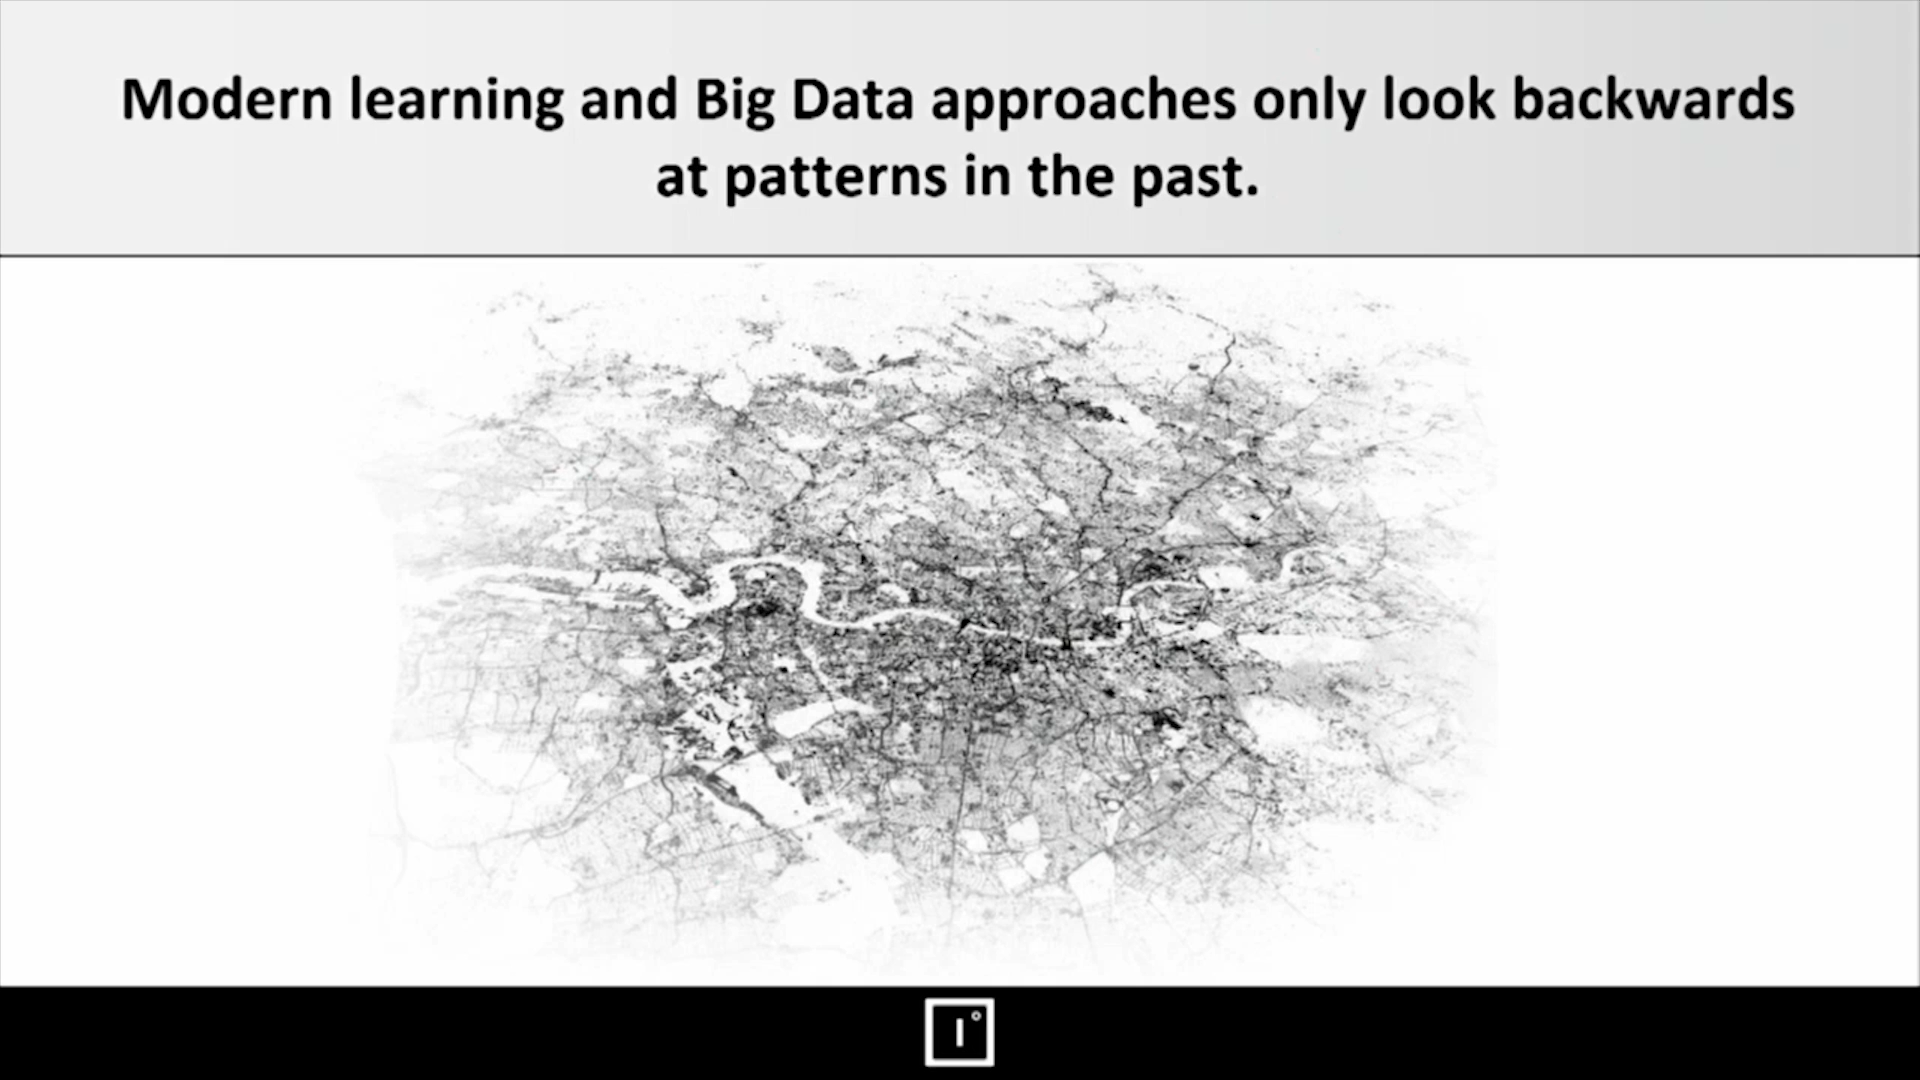 Modern learning and Big Data approaches only look backwards
at patterns in the past.
I°